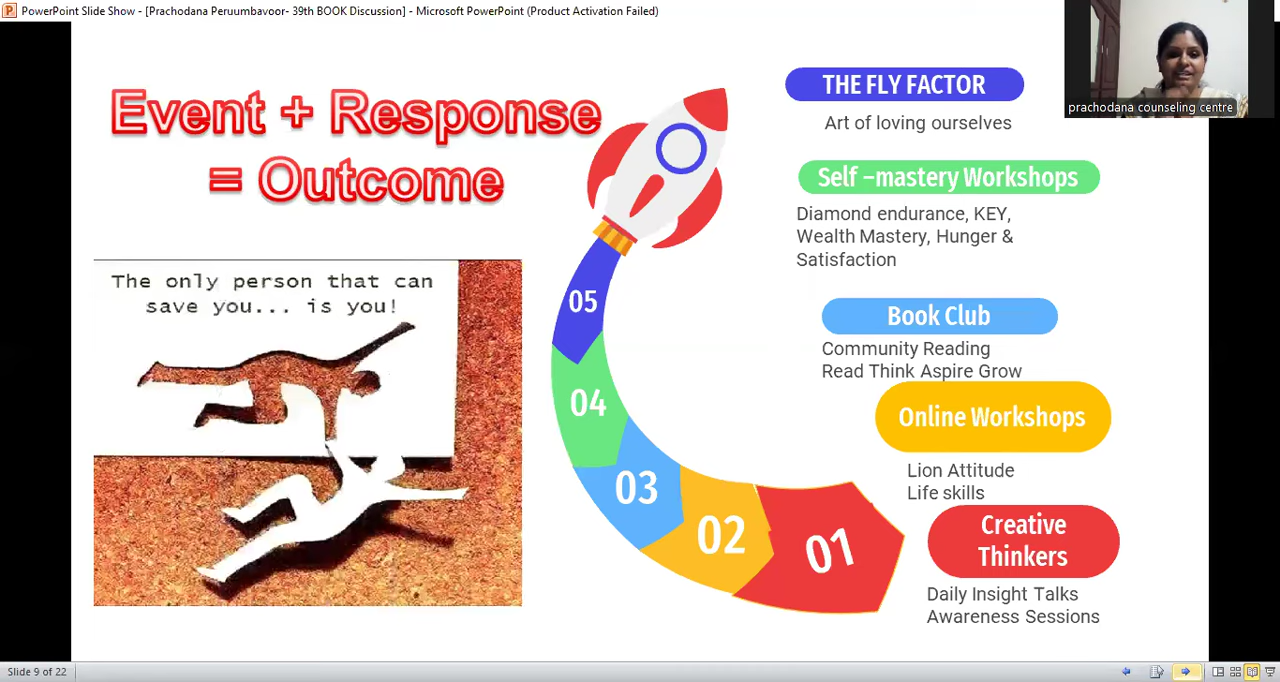 PowerPoint Slide Show - [Prachodana Peruumbavoor- 39th BOOK Discussion] - Microsoft PowerPoint (Product Activation Failed)
prachodana counseling centre
Event + Response
= Outcome
The only person that can
save you... is you!
THE FLY FACTOR
Art of loving ourselves
Self –mastery Workshops
Diamond endurance, KEY,
Wealth Mastery, Hunger &
Satisfaction
Book Club
Community Reading
Read Think Aspire Grow
Online Workshops
Lion Attitude
Life skills
Creative
Thinkers
Daily Insight Talks
Awareness Sessions
05
04
03
02
01
Slide 9 of 22